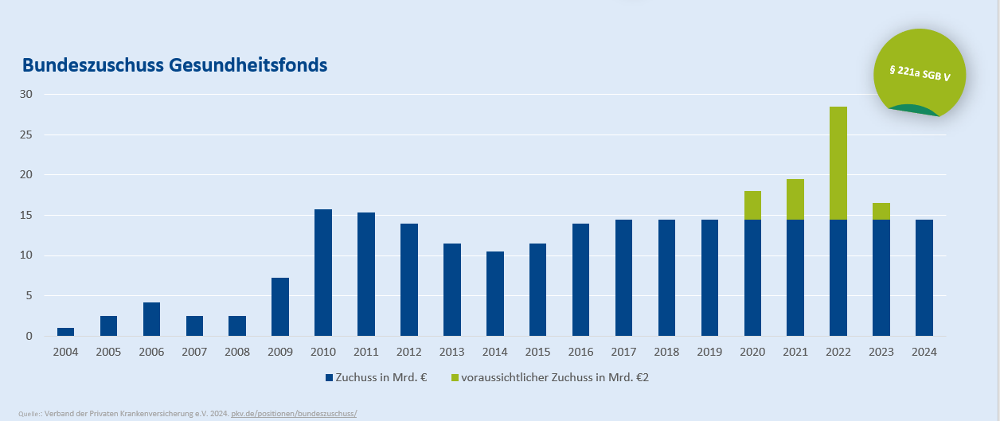 Bundeszuschuss Gesundheitsfonds
§ 221a SGB V
30
25
20
15
10
5
0
2004 2005 2006 2007 2008 2009 2010 2011 2012 2013 2014 2015 2016 2017 2018 2019 2020 2021 2022 2023 2024
Zuchuss in Mrd. € voraussichtlicher Zuchuss in Mrd. €2
Quelle:: Verband der Privaten Krankenversicherung e.V. 2024. pkv.de/positionen/bundeszuschuss/